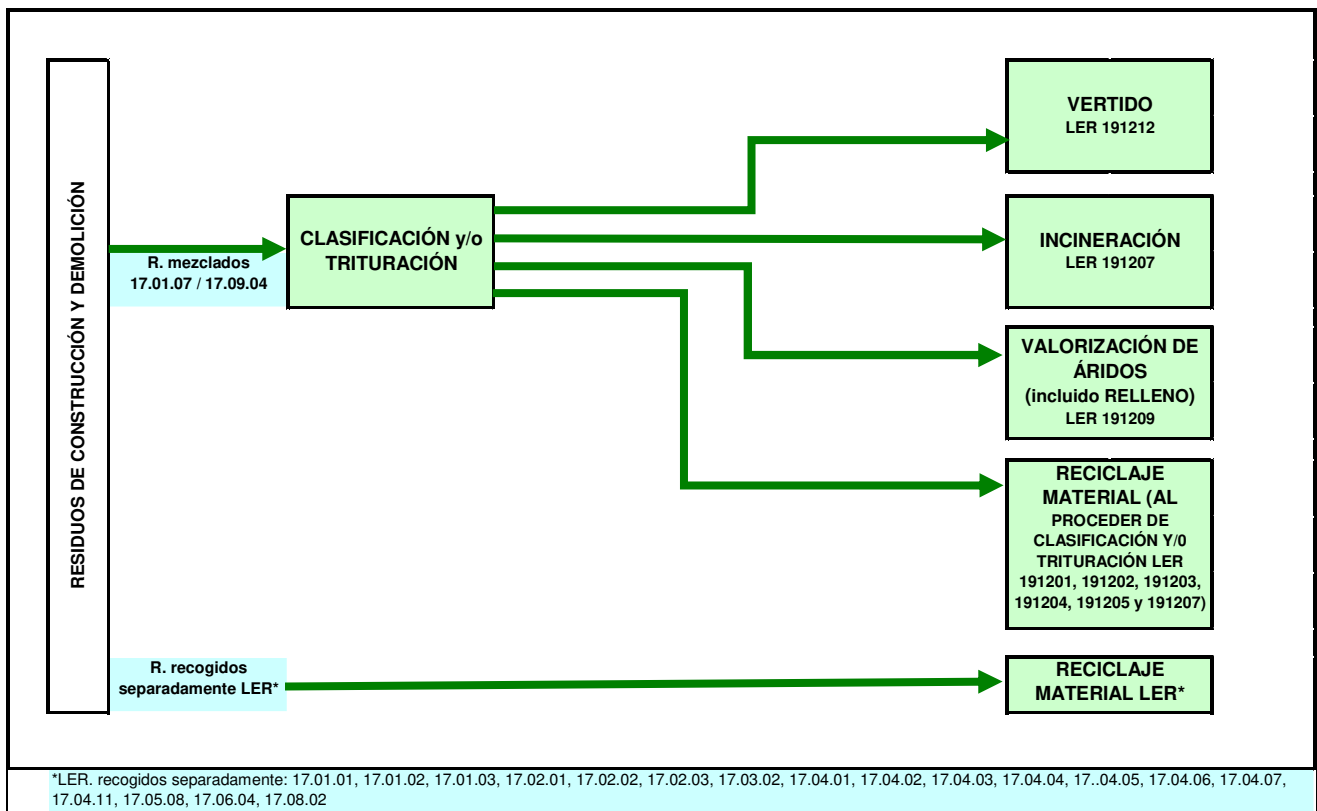 RESIDUOS DE CONSTRUCCIÓN Y DEMOLICIÓN
R. mezclados
17.01.07 / 17.09.04
CLASIFICACIÓN y/o
TRITURACIÓN
VERTIDO
LER 191212
INCINERACIÓN
LER 191207
VALORIZACIÓN DE
ÁRIDOS
(incluido RELLENO)
LER 191209
RECICLAJE
MATERIAL (AL
PROCEDER DE
CLASIFICACIÓN Y/0
TRITURACIÓN LER
191201, 191202, 191203,
191204, 191205 y 191207)
R. recogidos
separadamente LER*
RECICLAJE
MATERIAL LER*
*LER. recogidos separadamente: 17.01.01, 17.01.02, 17.01.03, 17.02.01, 17.02.02, 17.02.03, 17.03.02, 17.04.01, 17.04.02, 17.04.03, 17.04.04, 17..04.05, 17.04.06, 17.04.07,
17.04.11, 17.05.08, 17.06.04, 17.08.02